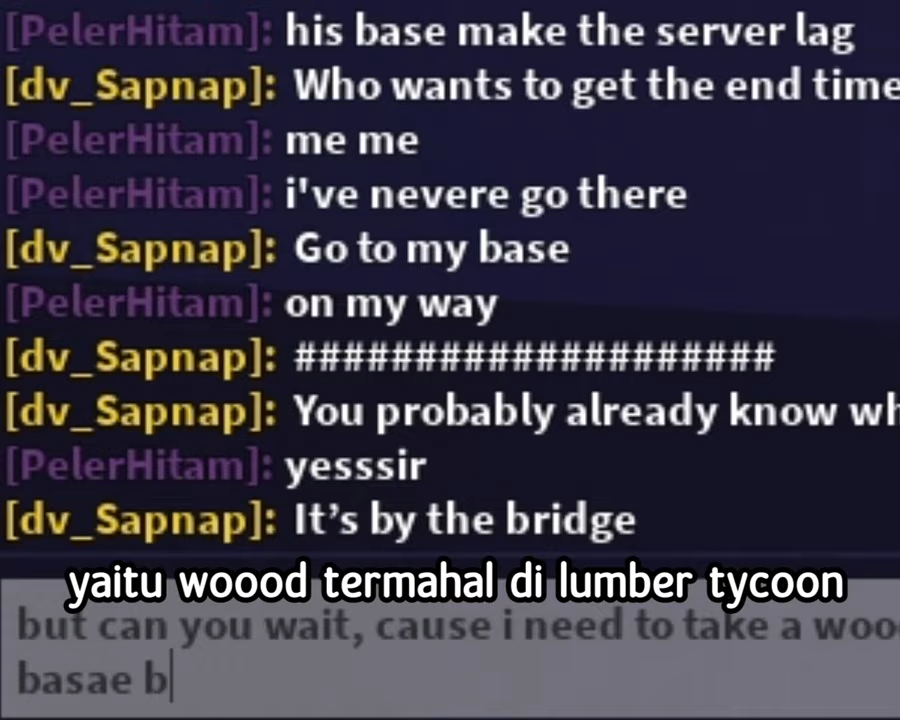 [PelerHitam]: his base make the server lag
[dv_Sapnap]: Who wants to get the end time
[PelerHitam]: me me
[PelerHitam]: i've nevere go there
[dv_Sapnap]: Go to my base
[PelerHitam]: on my way
[dv_Sapnap]: ####################
[dv_Sapnap]: You probably already know wh
[PelerHitam]: yesssir
[dv_Sapnap]: It's by the bridge
yaitu woood termahal di lumber tycoon
but can you wait, cause i need to take a woo
basae b